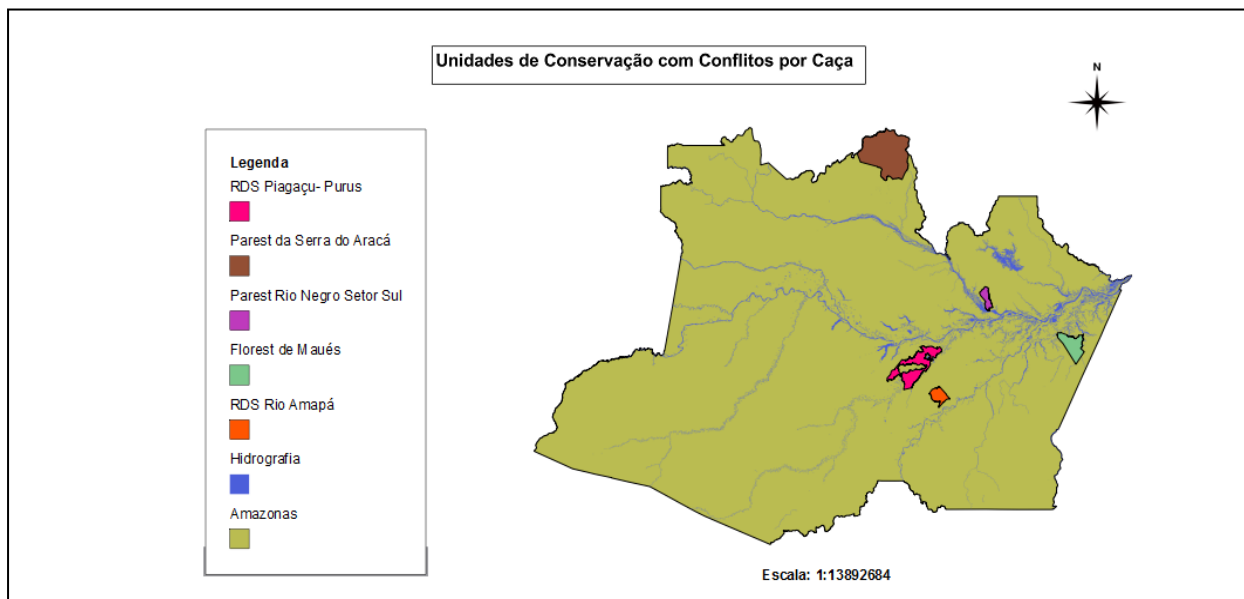 Unidades de Conservação com Conflitos por Caça
N
Legenda
RDS Piagaçu- Purus
Parest da Serra do Aracá
Parest Rio Negro Setor Sul
Florest de Maués
RDS Rio Amapá
Hidrografia
Amazonas
Escala: 1:13892684